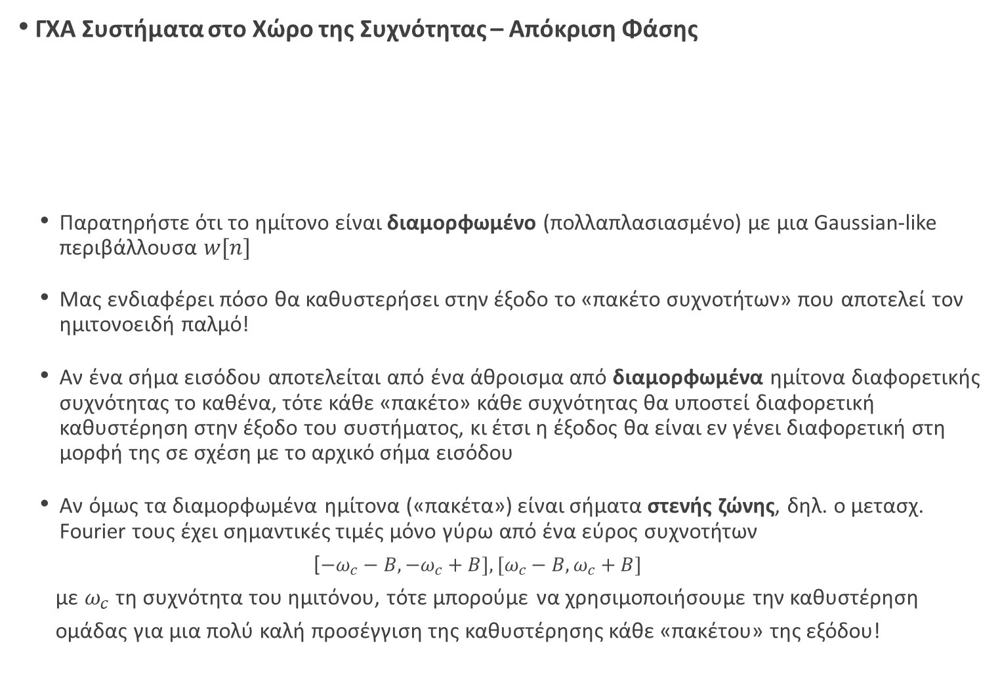 • ΓΧΑ Συστήματα στο Χώρο της Συχνότητας – Απόκριση Φάσης
• Παρατηρήστε ότι το ημίτονο είναι διαμορφωμένο (πολλαπλασιασμένο) με μια Gaussian-like
περιβάλλουσα w[n]
• Μας ενδιαφέρει πόσο θα καθυστερήσει στην έξοδο το «πακέτο συχνοτήτων» που αποτελεί τον
ημιτονοειδή παλμό!
• Αν ένα σήμα εισόδου αποτελείται από ένα άθροισμα από διαμορφωμένα ημίτονα διαφορετικής
συχνότητας το καθένα, τότε κάθε «πακέτο» κάθε συχνότητας θα υποστεί διαφορετική
καθυστέρηση στην έξοδο του συστήματος, κι έτσι η έξοδος θα είναι εν γένει διαφορετική στη
μορφή της σε σχέση με το αρχικό σήμα εισόδου
• Αν όμως τα διαμορφωμένα ημίτονα («πακέτα») είναι σήματα στενής ζώνης, δηλ. ο μετασχ.
Fourier τους έχει σημαντικές τιμές μόνο γύρω από ένα εύρος συχνοτήτων
[−ω_c − B, −ω_c + B], [ω_c − B, ω_c + B]
με ω_c τη συχνότητα του ημιτόνου, τότε μπορούμε να χρησιμοποιήσουμε την καθυστέρηση
ομάδας για μια πολύ καλή προσέγγιση της καθυστέρησης κάθε «πακέτου» της εξόδου!